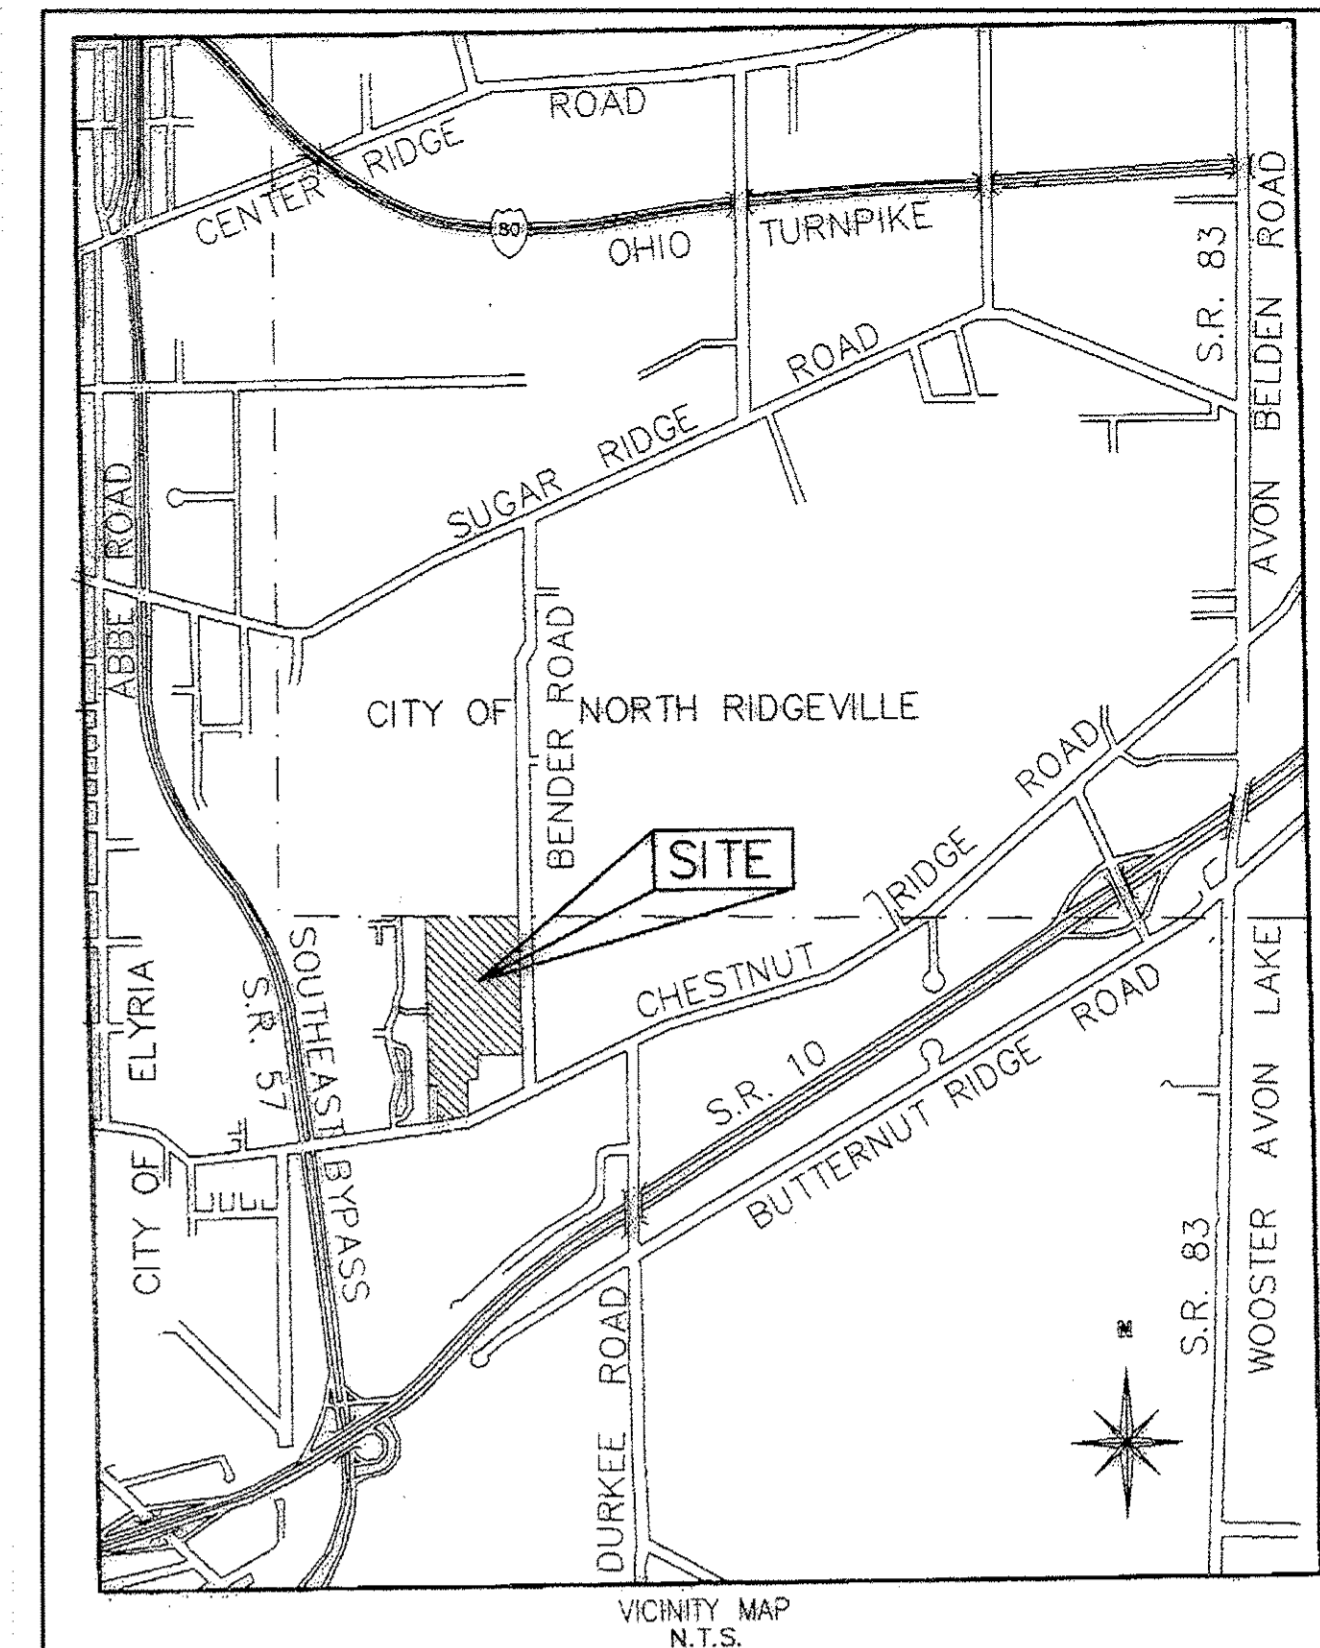 CENTER RIDGE ROAD
80
OHIO TURNPIKE
S.R. 83
AVON BELDEN ROAD
SUGAR RIDGE ROAD
ABBE ROAD
BENDER ROAD
CITY OF NORTH RIDGEVILLE
SITE
CHESTNUT RIDGE ROAD
SOUTHEAST BYPASS
S.R. 57
CITY OF ELYRIA
S.R. 10
BUTTERNUT RIDGE ROAD
DURKEE ROAD
S.R. 83
WOOSTER AVON LAKE
N
VICINITY MAP
N.T.S.